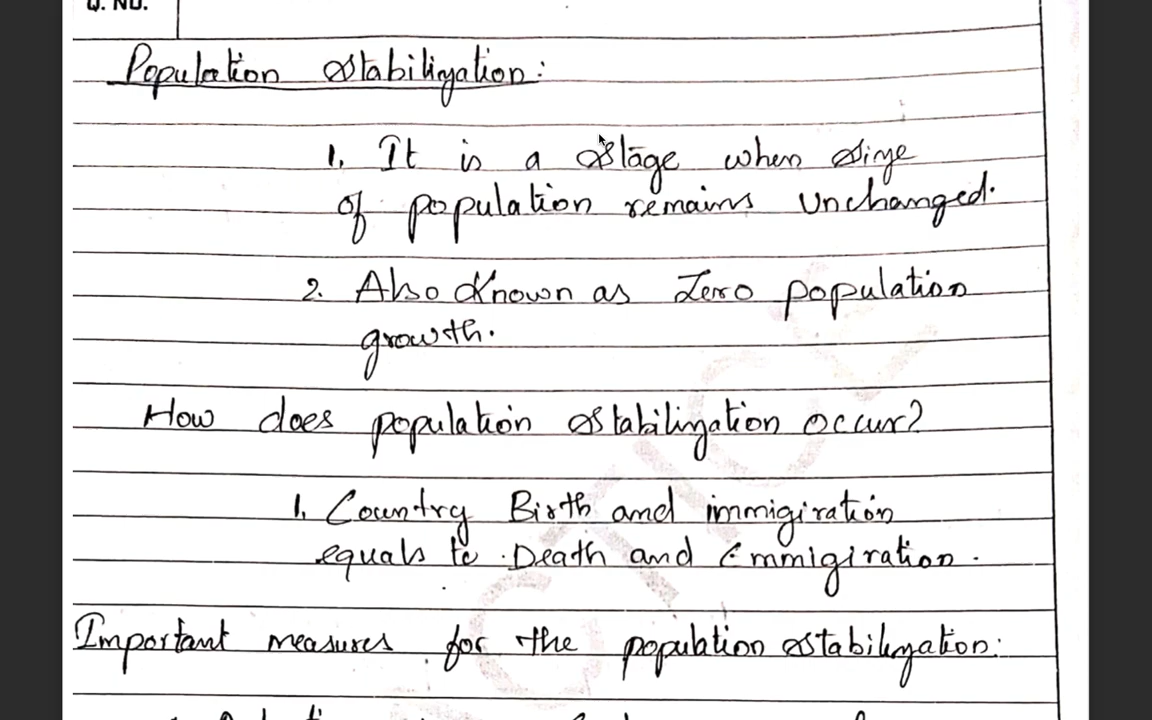 Q. No.
Population Stabilization:
1. It is a Stage when size
of population remains Unchanged.
2. Also Known as Zero population
growth.
How does population Stabilization occur?
1. Country Birth and immigiration
equals to Death and Emmigiration.
Important measures for the population stabilization: